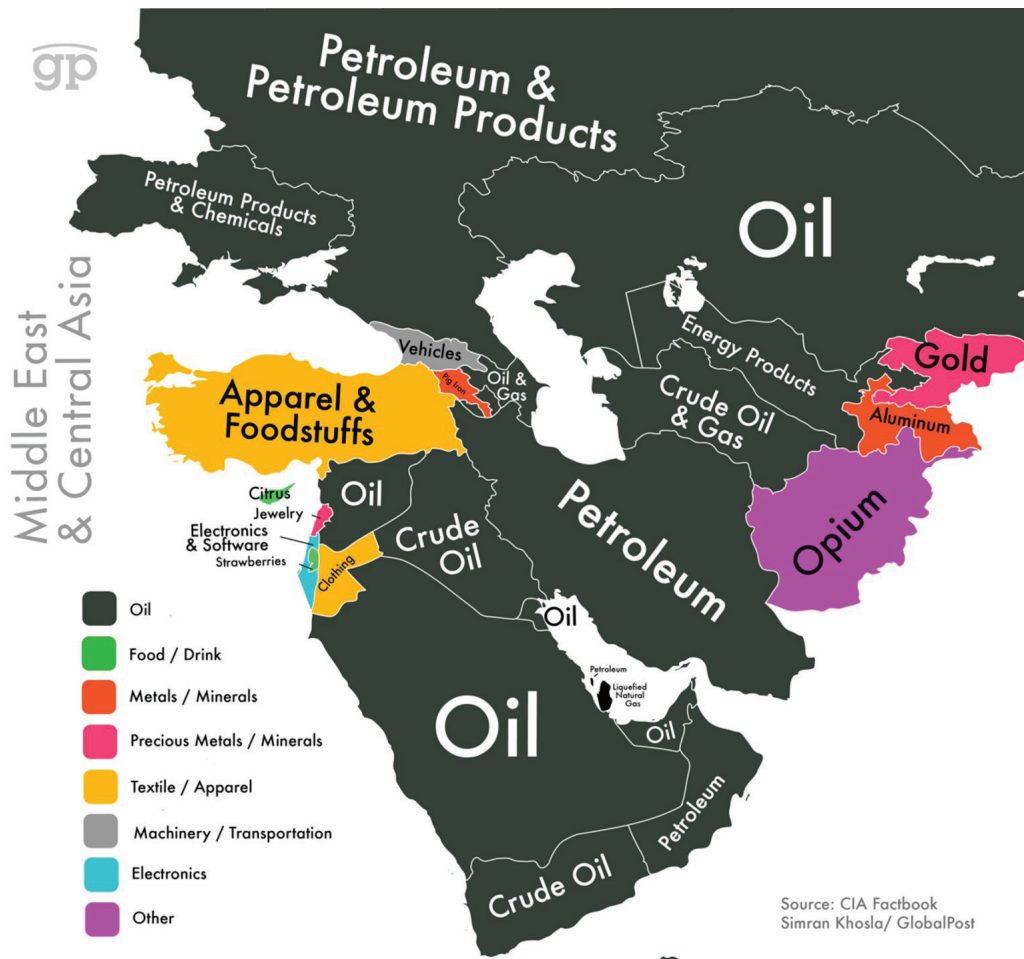 gp
Middle East
& Central Asia
Petroleum &
Petroleum Products
Petroleum Products
& Chemicals
Oil
Energy Products
Vehicles
Pig Iron
Oil &
Gas
Crude Oil
& Gas
Gold
Aluminum
Apparel &
Foodstuffs
Opium
Petroleum
Citrus
Jewelry
Electronics
& Software
Strawberries
Oil
Crude
Oil
Clothing
Oil
Petroleum
Liquefied
Natural
Gas
Oil
Oil
Petroleum
Crude Oil
Oil
Food / Drink
Metals / Minerals
Precious Metals / Minerals
Textile / Apparel
Machinery / Transportation
Electronics
Other
Source: CIA Factbook
Simran Khosla/ GlobalPost